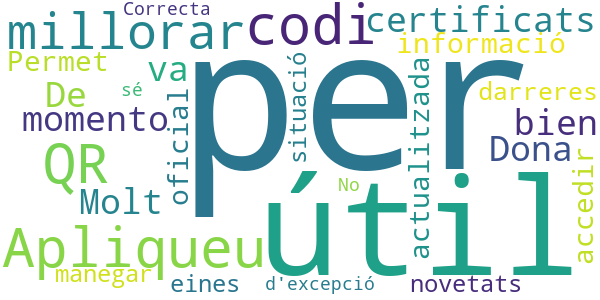 Correcta
millorar
codi
certificats
informació
Permet
va
per
situació
De
sé
oficial
actualitzada
darreres
momento
bien
QR
Dona
Molt
No
útil
accedir
Apliqueu
manegar
eines
d'excepció
novetats